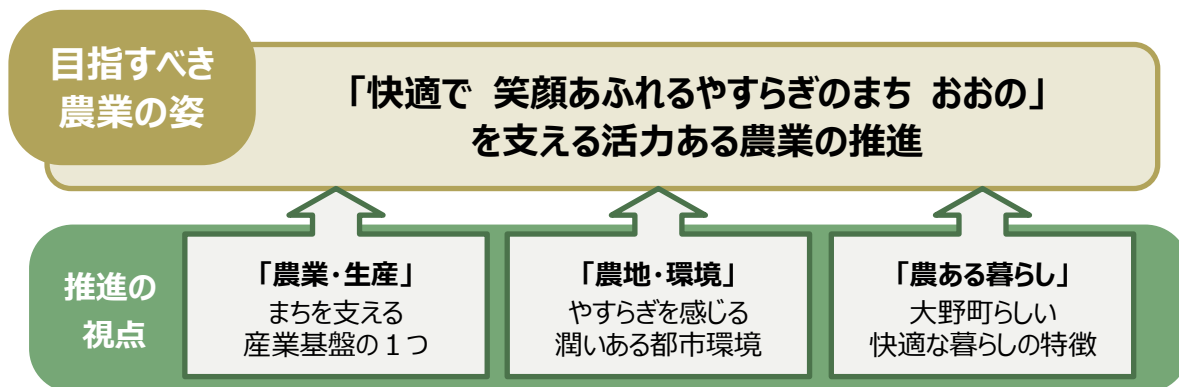 目指すべき
農業の姿
「快適で 笑顔あふれるやすらぎのまち おおの」
を支える活力ある農業の推進
推進の
視点
「農業・生産」
まちを支える
産業基盤の１つ
「農地・環境」
やすらぎを感じる
潤いある都市環境
「農ある暮らし」
大野町らしい
快適な暮らしの特徴